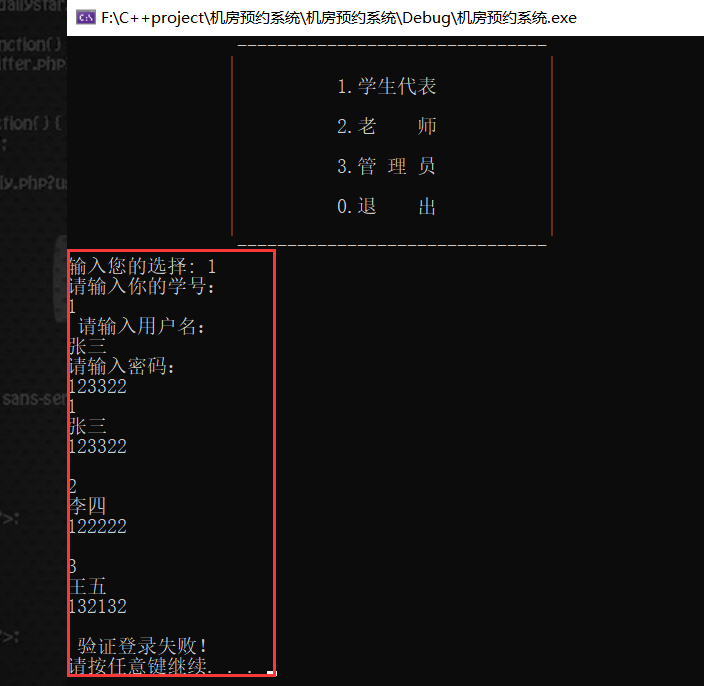 F:\C++project\机房预约系统\机房预约系统\Debug\机房预约系统.exe
-------------------------------
1.学生代表
2.老    师
3.管 理 员
0.退    出
-------------------------------
输入您的选择: 1
请输入你的学号:
1
请输入用户名:
张三
请输入密码:
123322
1
张三
123322
2
李四
122222
3
王五
132132
验证登录失败!
请按任意键继续. . .